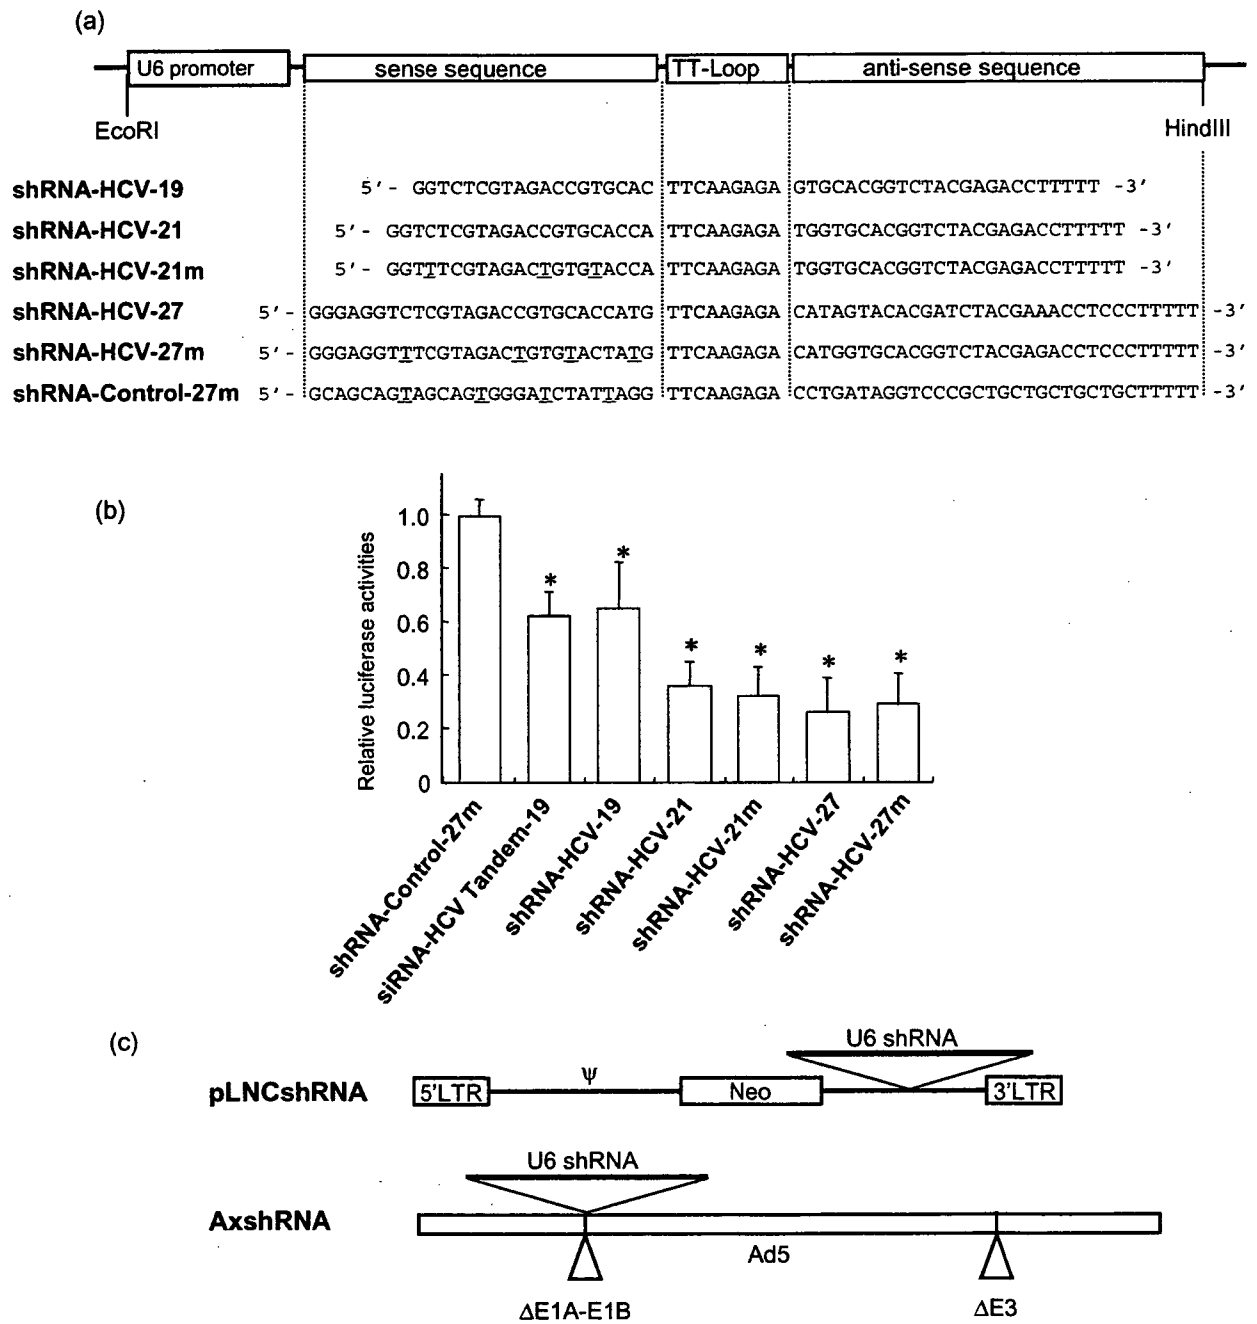 (a)
U6 promoter sense sequence TT-Loop anti-sense sequence
EcoRI HindIII
shRNA-HCV-19 5'- GGTCTCGTAGACCGTGCAC TTCAAGAGA GTGCACGGTCTACGAGACCTTTTT -3'
shRNA-HCV-21 5'- GGTCTCGTAGACCGTGCACCA TTCAAGAGA TGGTGCACGGTCTACGAGACCTTTTT -3'
shRNA-HCV-21m 5'- GGTTTCGTAGACTGTGTACCA TTCAAGAGA TGGTGCACGGTCTACGAGACCTTTTT -3'
shRNA-HCV-27 5'- GGGAGGTCTCGTAGACCGTGCACCATG TTCAAGAGA CATAGTACACGATCTACGAAACCTCCCTTTTT -3'
shRNA-HCV-27m 5'- GGGAGGTTTCGTAGACTGTGTACTATG TTCAAGAGA CATGGTGCACGGTCTACGAGACCTCCCTTTTT -3'
shRNA-Control-27m 5'- GCAGCAGTAGCAGTGGGATCTATTAGG TTCAAGAGA CCTGATAGGTCCCGCTGCTGCTGCTGCTTTTT -3'
(b)
Relative luciferase activities
1.0
0.8
0.6
0.4
0.2
0
* * * * * *
shRNA-Control-27m
siRNA-HCV Tandem-19
shRNA-HCV-19
shRNA-HCV-21
shRNA-HCV-21m
shRNA-HCV-27
shRNA-HCV-27m
(c)
U6 shRNA
pLNCshRNA 5'LTR ψ Neo 3'LTR
U6 shRNA
AxshRNA
Ad5
ΔE1A-E1B ΔE3